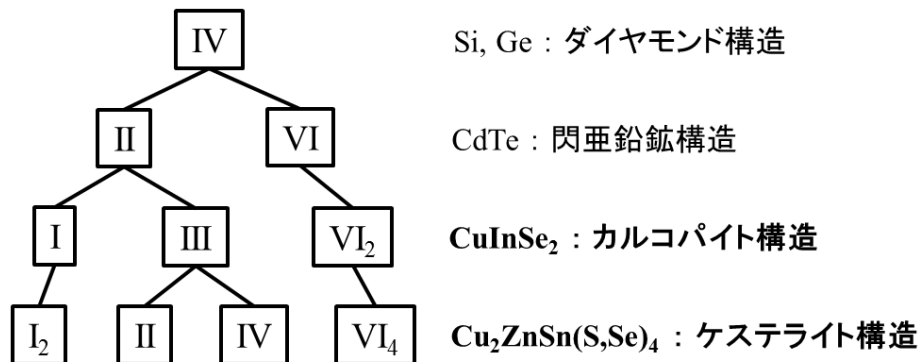 IV Si, Ge : ダイヤモンド構造
II VI CdTe : 閃亜鉛鉱構造
I III VI₂ CuInSe₂ : カルコパイト構造
I₂ II IV VI₄ Cu₂ZnSn(S,Se)₄ : ケステライト構造